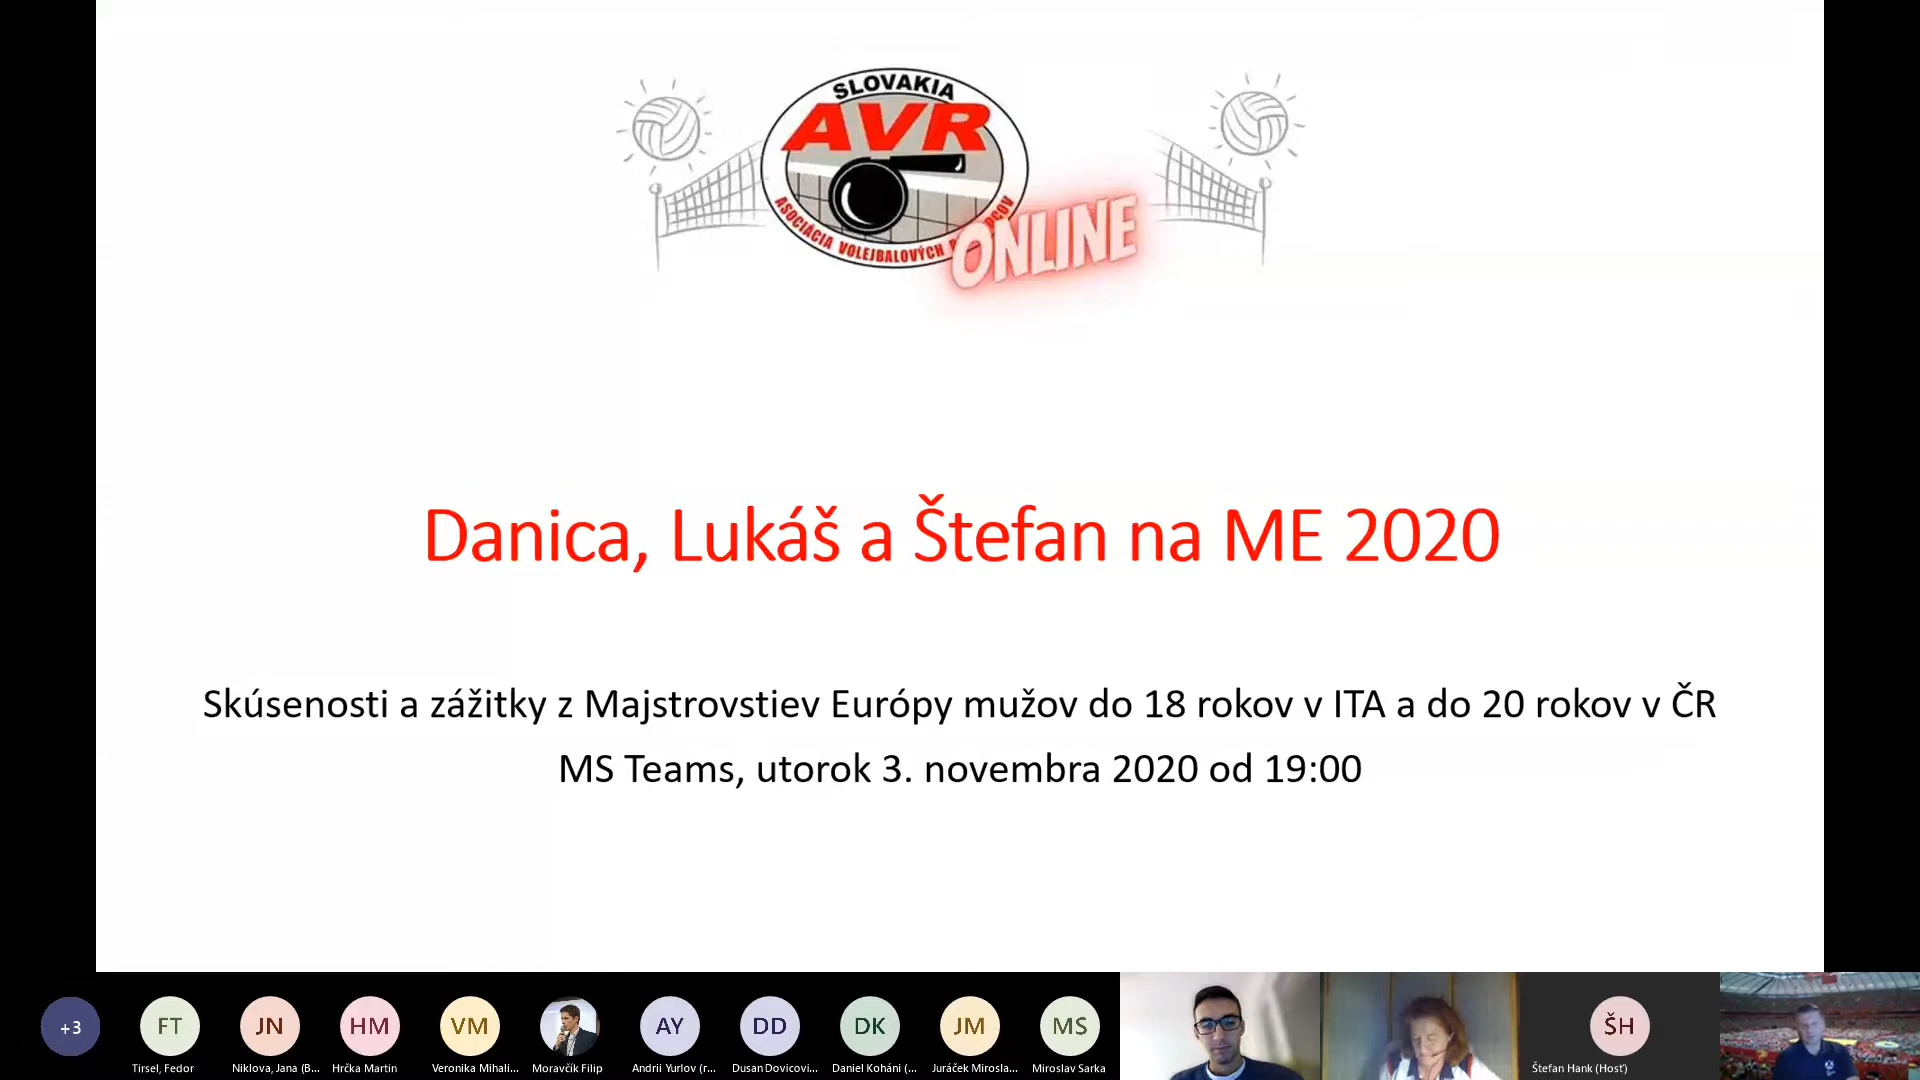 SLOVAKIA
AVR
ASOCIÁCIA VOLEJBALOVÝCH
ONLINE
Danica, Lukáš a Štefan na ME 2020
Skúsenosti a zážitky z Majstrovstiev Európy mužov do 18 rokov v ITA a do 20 rokov v ČR
MS Teams, utorok 3. novembra 2020 od 19:00
+3 FT JN HM VM AY DD DK JM MS ŠH
Tirsel, Fedor Niklova, Jana (B... Hrčka Martin Veronika Mihali... Moravčík Filip Andrii Yurlov (r... Dusan Dovicovi... Daniel Koháni (... Juráček Mirosla... Miroslav Sarka Štefan Hank (Hosť)